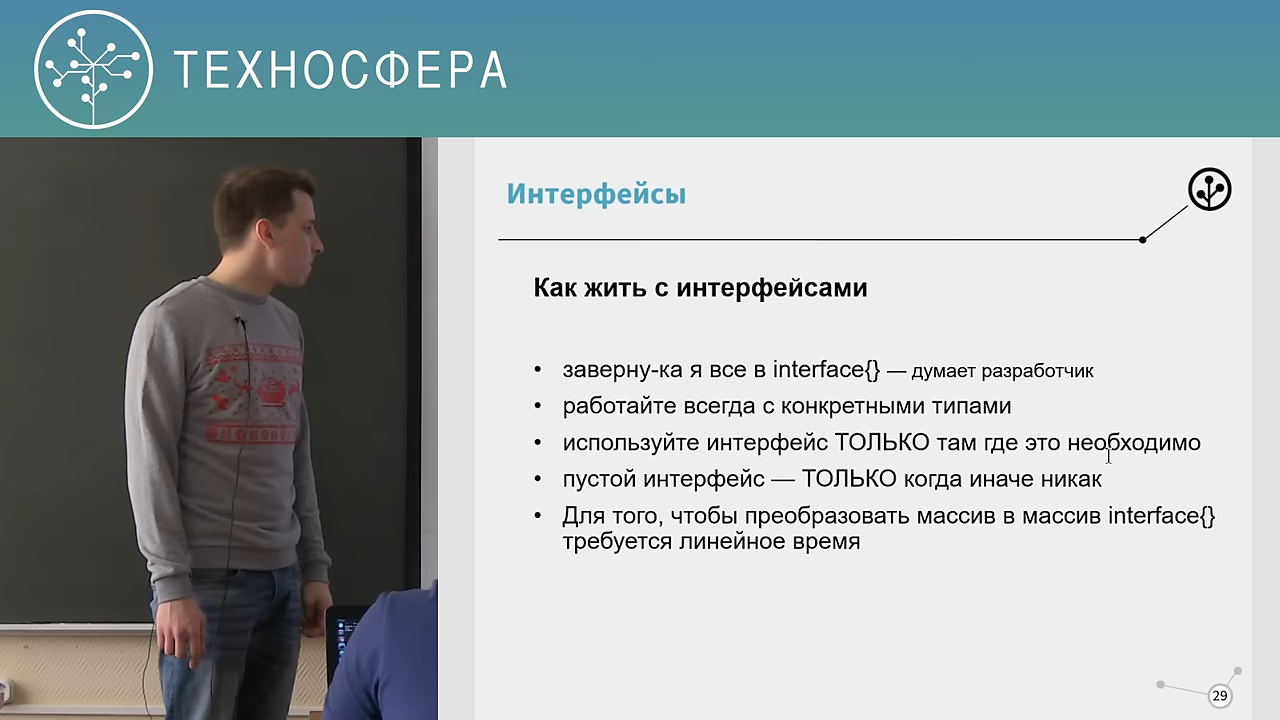 ТЕХНОСФЕРА
Интерфейсы
Как жить с интерфейсами
• заверну-ка я все в interface{} — думает разработчик
• работайте всегда с конкретными типами
• используйте интерфейс ТОЛЬКО там где это необходимо
• пустой интерфейс — ТОЛЬКО когда иначе никак
• Для того, чтобы преобразовать массив в массив interface{}
требуется линейное время
29